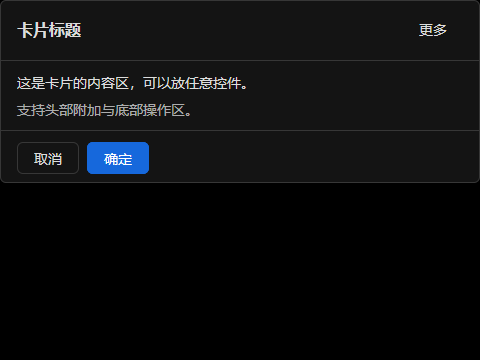 卡片标题
更多
这是卡片的内容区，可以放任意控件。
支持头部附加与底部操作区。
取消
确定